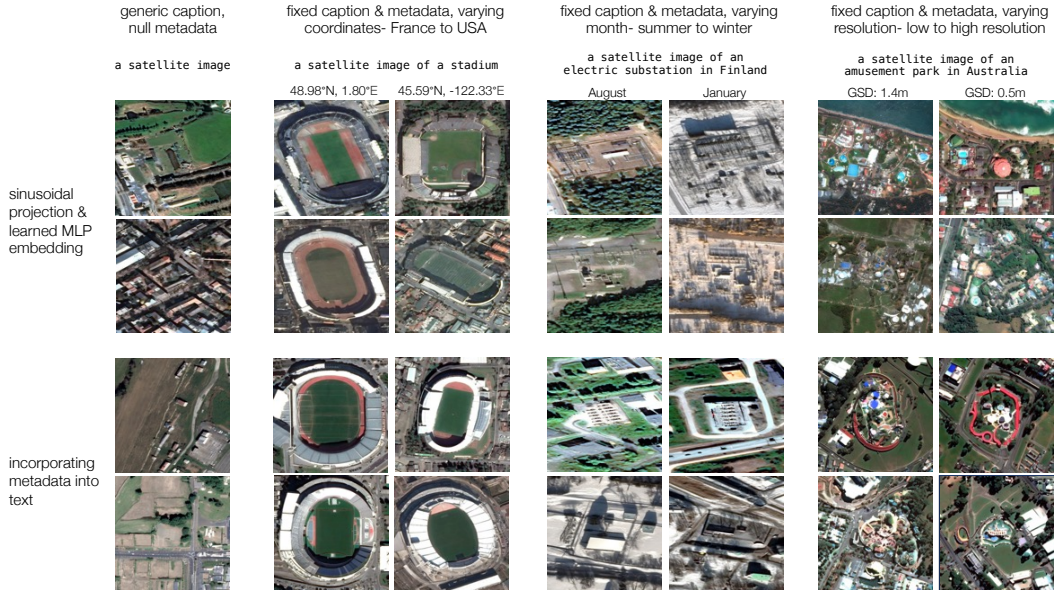 generic caption,
null metadata
fixed caption & metadata, varying
coordinates- France to USA
fixed caption & metadata, varying
month- summer to winter
fixed caption & metadata, varying
resolution- low to high resolution
a satellite image
a satellite image of a stadium
a satellite image of an
electric substation in Finland
a satellite image of an
amusement park in Australia
48.98°N, 1.80°E
45.59°N, -122.33°E
August
January
GSD: 1.4m
GSD: 0.5m
sinusoidal
projection &
learned MLP
embedding
incorporating
metadata into
text